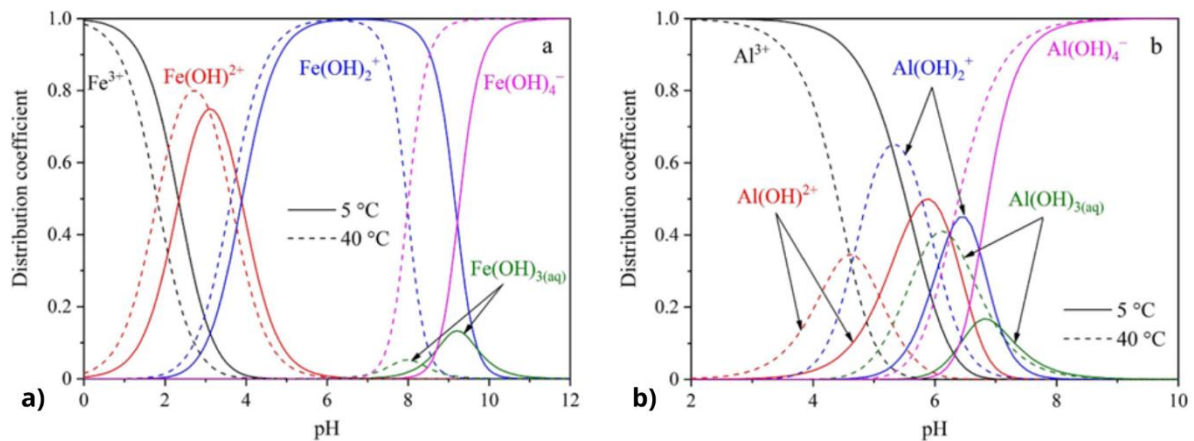 a
Distribution coefficient
1.0
0.8
0.6
0.4
0.2
0
Fe³⁺
Fe(OH)²⁺
Fe(OH)₂⁺
Fe(OH)₄⁻
5 °C
40 °C
Fe(OH)₃₍ₐq₎
0 2 4 6 8 10 12
pH
a)
b
Distribution coefficient
1.0
0.8
0.6
0.4
0.2
0
Al³⁺
Al(OH)₂⁺
Al(OH)₄⁻
Al(OH)²⁺
Al(OH)₃₍ₐq₎
5 °C
40 °C
2 4 6 8 10
pH
b)